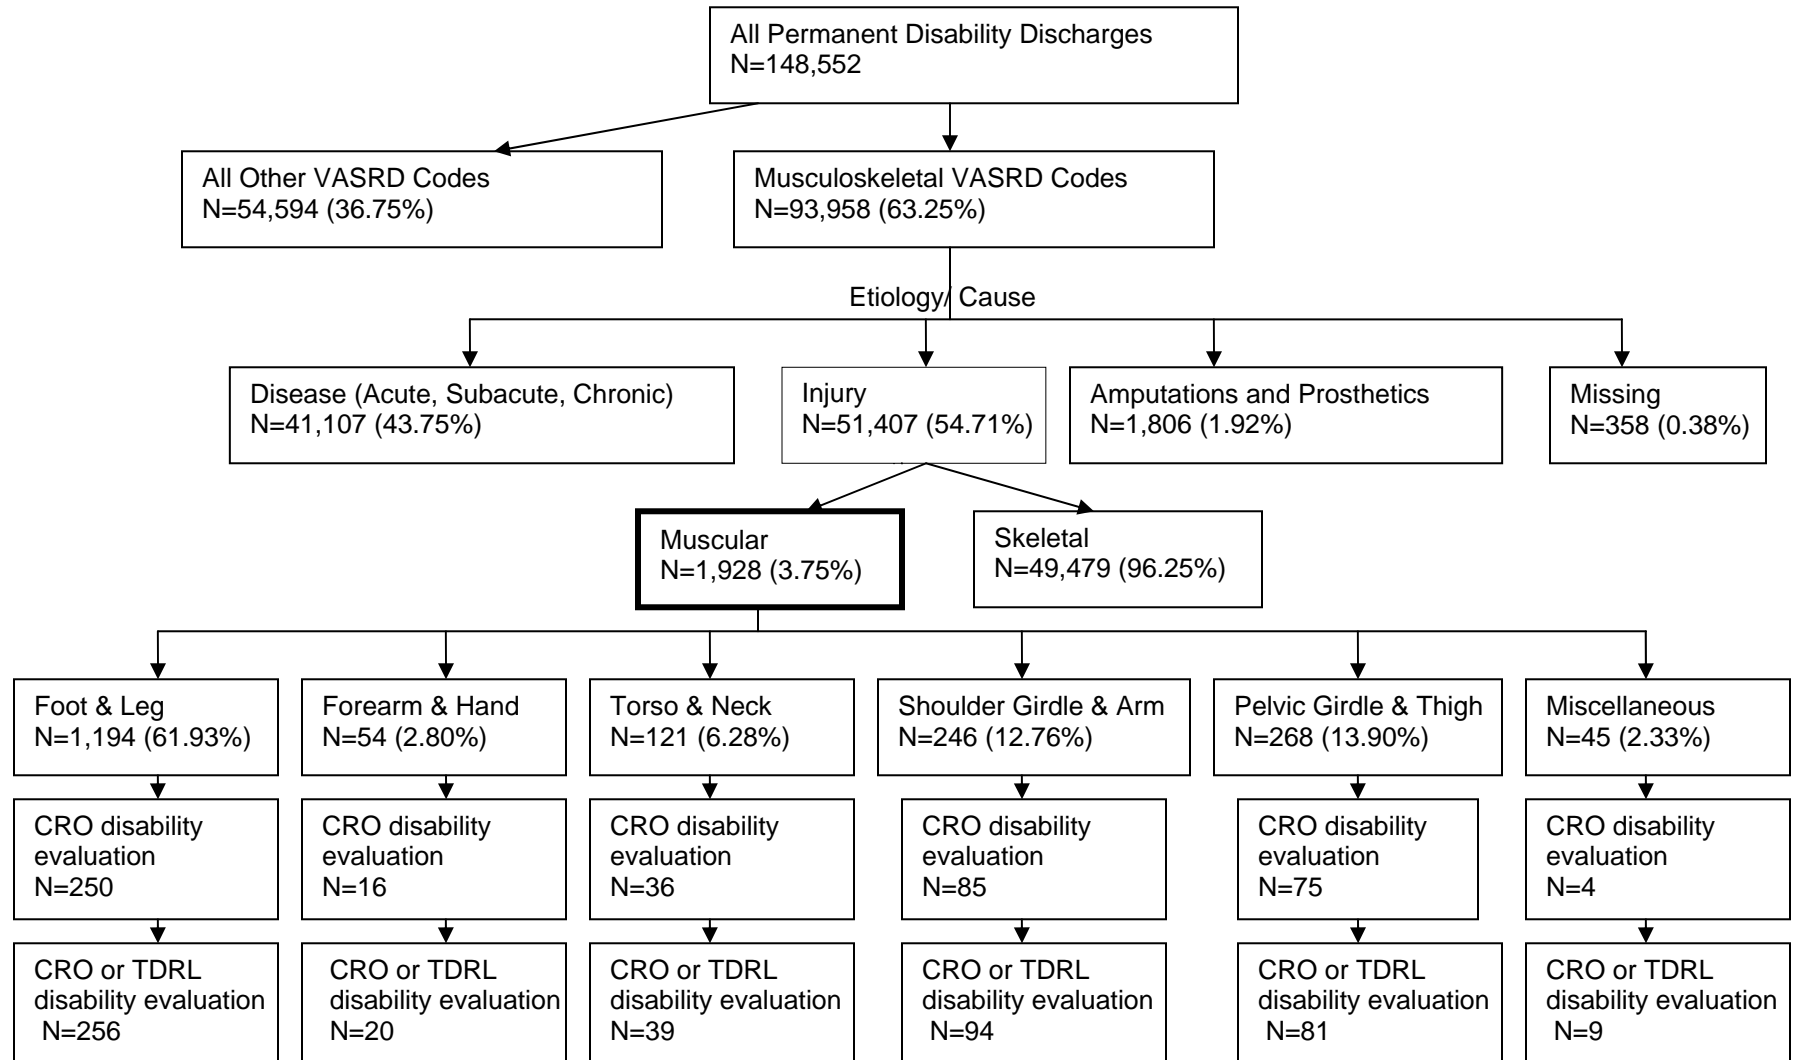 All Permanent Disability Discharges
N=148,552
All Other VASRD Codes
N=54,594 (36.75%)
Musculoskeletal VASRD Codes
N=93,958 (63.25%)
Etiology/ Cause
Disease (Acute, Subacute, Chronic)
N=41,107 (43.75%)
Injury
N=51,407 (54.71%)
Amputations and Prosthetics
N=1,806 (1.92%)
Missing
N=358 (0.38%)
Muscular
N=1,928 (3.75%)
Skeletal
N=49,479 (96.25%)
Foot & Leg
N=1,194 (61.93%)
Forearm & Hand
N=54 (2.80%)
Torso & Neck
N=121 (6.28%)
Shoulder Girdle & Arm
N=246 (12.76%)
Pelvic Girdle & Thigh
N=268 (13.90%)
Miscellaneous
N=45 (2.33%)
CRO disability
evaluation
N=250
CRO disability
evaluation
N=16
CRO disability
evaluation
N=36
CRO disability
evaluation
N=85
CRO disability
evaluation
N=75
CRO disability
evaluation
N=4
CRO or TDRL
disability evaluation
N=256
CRO or TDRL
disability evaluation
N=20
CRO or TDRL
disability evaluation
N=39
CRO or TDRL
disability evaluation
N=94
CRO or TDRL
disability evaluation
N=81
CRO or TDRL
disability evaluation
N=9